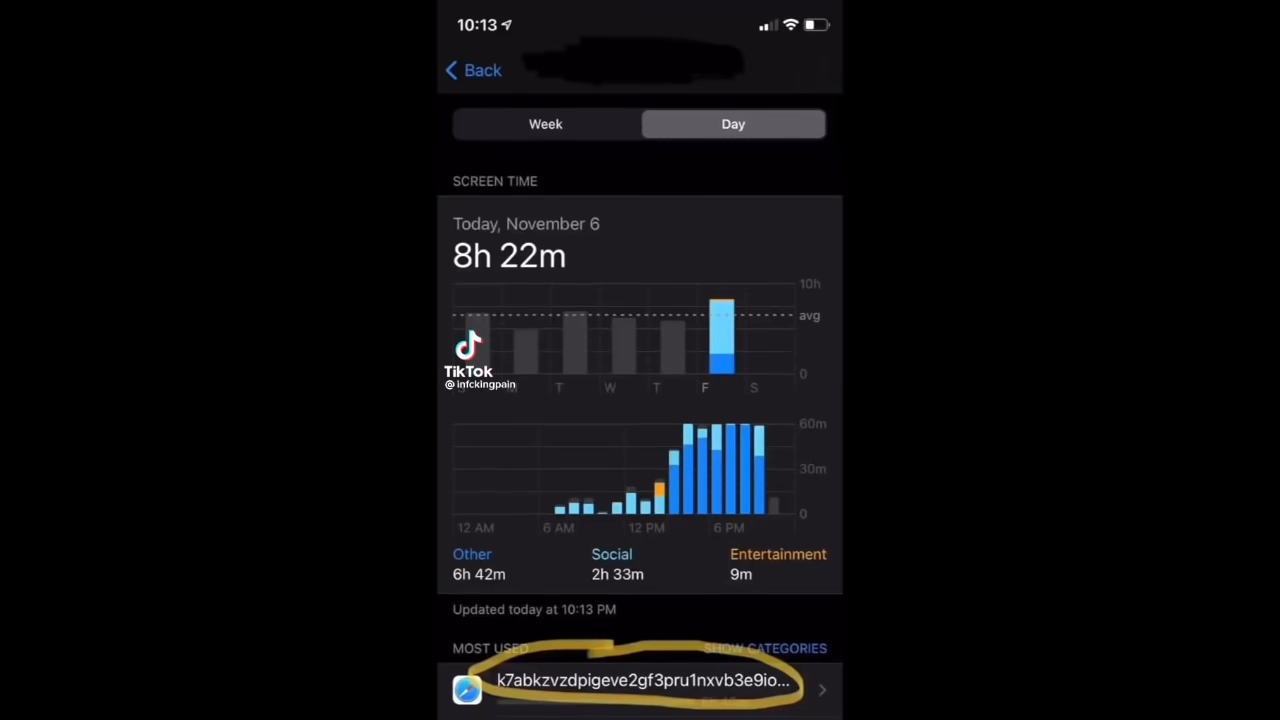 10:13
Back
Week
Day
SCREEN TIME
Today, November 6
8h 22m
10h
avg
0
TikTok
@infckingpain
T
W
T
F
S
60m
30m
0
12 AM
6 AM
12 PM
6 PM
Other
Social
Entertainment
6h 42m
2h 33m
9m
Updated today at 10:13 PM
MOST USED
SHOW CATEGORIES
k7abkzvzdpigeve2gf3pru1nxvb3e9io...